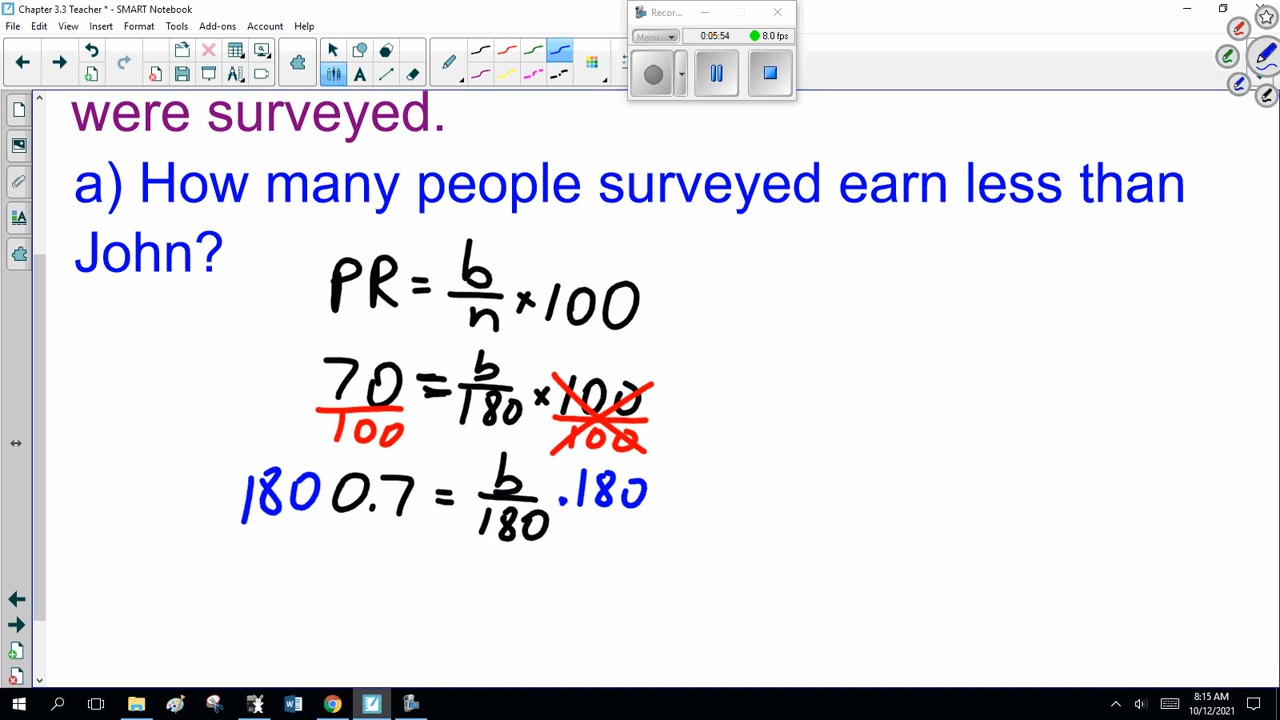 Chapter 3.3 Teacher * - SMART Notebook
File Edit View Insert Format Tools Add-ons Account Help
Recor...
Menu 0:05:54 8.0 fps
were surveyed.
a) How many people surveyed earn less than
John?
PR = b/n × 100
70/100 = b/180 × 100/100
180 0.7 = b/180 .180
8:15 AM
10/12/2021